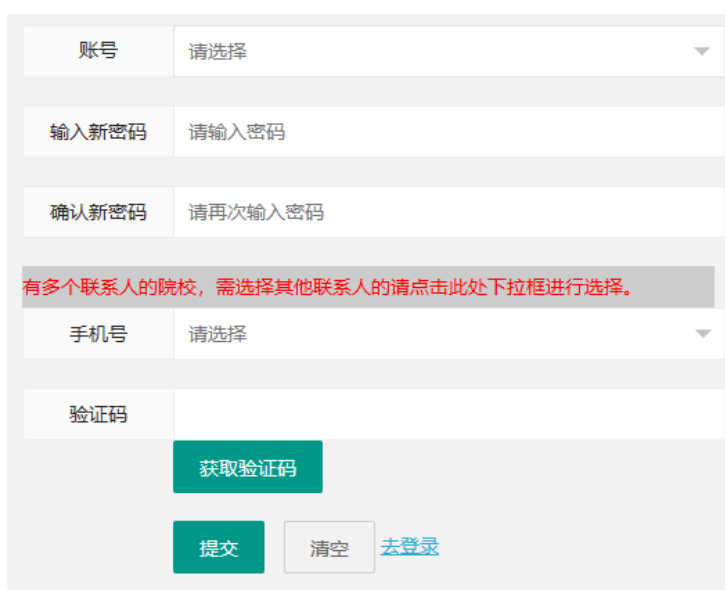 账号 请选择
输入新密码 请输入密码
确认新密码 请再次输入密码
有多个联系人的院校，需选择其他联系人的请点击此处下拉框进行选择。
手机号 请选择
验证码
获取验证码
提交 清空 去登录